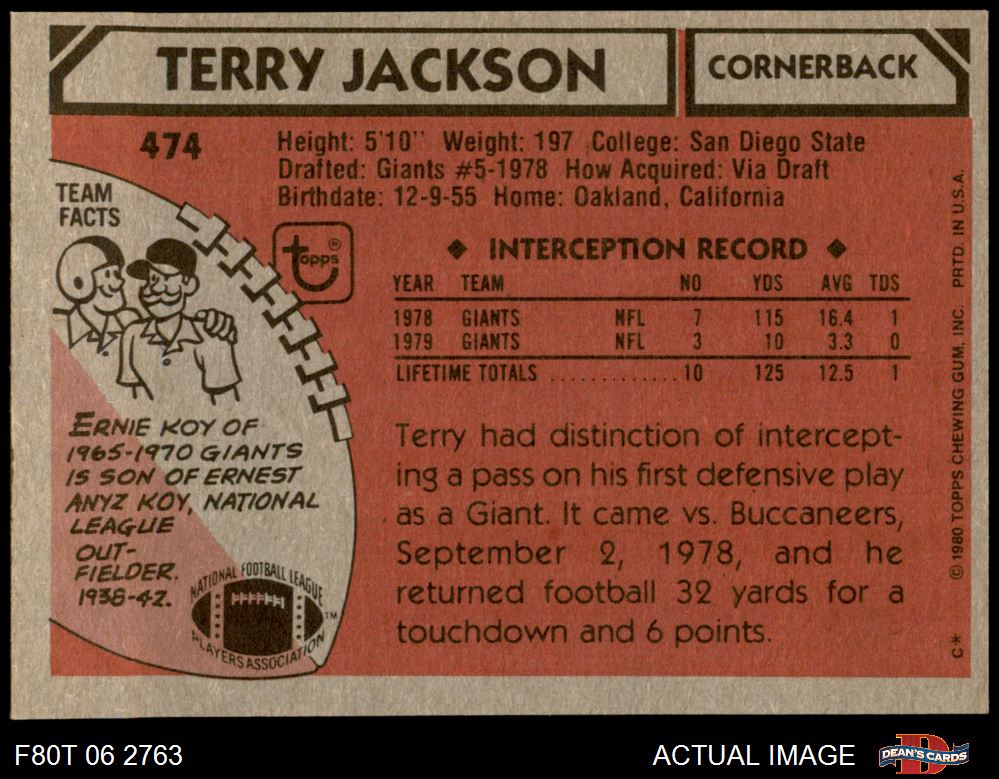 TERRY JACKSON
CORNERBACK
474
Height: 5'10" Weight: 197 College: San Diego State
Drafted: Giants #5-1978 How Acquired: Via Draft
Birthdate: 12-9-55 Home: Oakland, California
TEAM
FACTS
topps®
◆ INTERCEPTION RECORD ◆
YEAR TEAM NO YDS AVG TDS
1978 GIANTS NFL 7 115 16.4 1
1979 GIANTS NFL 3 10 3.3 0
LIFETIME TOTALS .............10 125 12.5 1
ERNIE KOY OF
1965-1970 GIANTS
IS SON OF ERNEST
ANYZ KOY, NATIONAL
LEAGUE
OUT-
FIELDER.
1938-42.
NATIONAL FOOTBALL LEAGUE
PLAYERS ASSOCIATION
TM
Terry had distinction of intercept-
ing a pass on his first defensive play
as a Giant. It came vs. Buccaneers,
September 2, 1978, and he
returned football 32 yards for a
touchdown and 6 points.
C* © 1980 TOPPS CHEWING GUM, INC. PRTD. IN U.S.A.
F80T 06 2763
ACTUAL IMAGE
D
DEAN'S CARDS